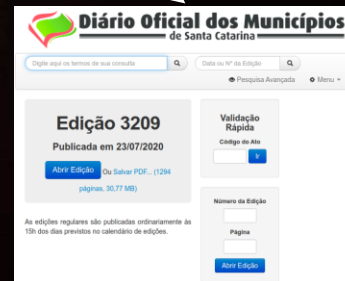 Diário Oficial dos Municípios
de Santa Catarina
Digite aqui os termos de sua consulta
Data ou Nº da Edição
Pesquisa Avançada
Menu
Edição 3209
Publicada em 23/07/2020
Abrir Edição Ou Salvar PDF... (1294
páginas, 30,77 MB)
As edições regulares são publicadas ordinariamente às
15h dos dias previstos no calendário de edições.
Validação
Rápida
Código do Ato
Ir
Número da Edição
Página
Abrir Edição